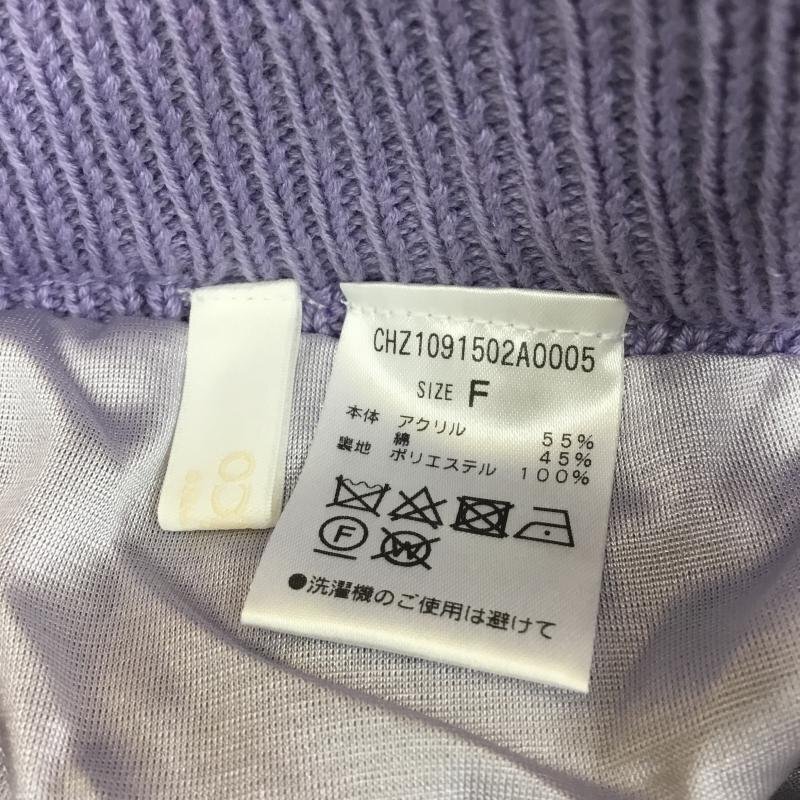 CHZ1091502A0005
SIZE F
本体 アクリル 55%
綿 45%
裏地 ポリエステル 100%
F
W
●洗濯機のご使用は避けて